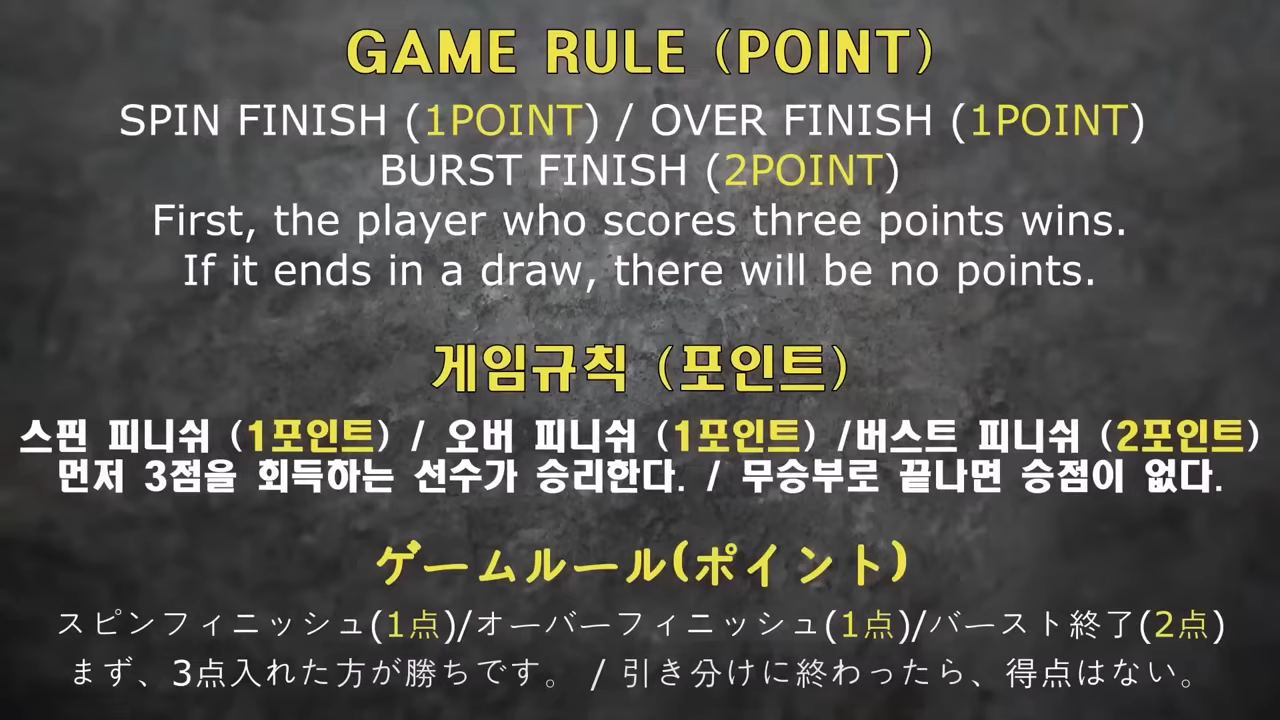 GAME RULE (POINT)
SPIN FINISH (1POINT) / OVER FINISH (1POINT)
BURST FINISH (2POINT)
First, the player who scores three points wins.
If it ends in a draw, there will be no points.
게임규칙 (포인트)
스핀 피니쉬 (1포인트) / 오버 피니쉬 (1포인트) /버스트 피니쉬 (2포인트)
먼저 3점을 획득하는 선수가 승리한다. / 무승부로 끝나면 승점이 없다.
ゲームルール(ポイント)
スピンフィニッシュ(1点)/オーバーフィニッシュ(1点)/バースト終了(2点)
まず、3点入れた方が勝ちです。 / 引き分けに終わったら、得点はない。